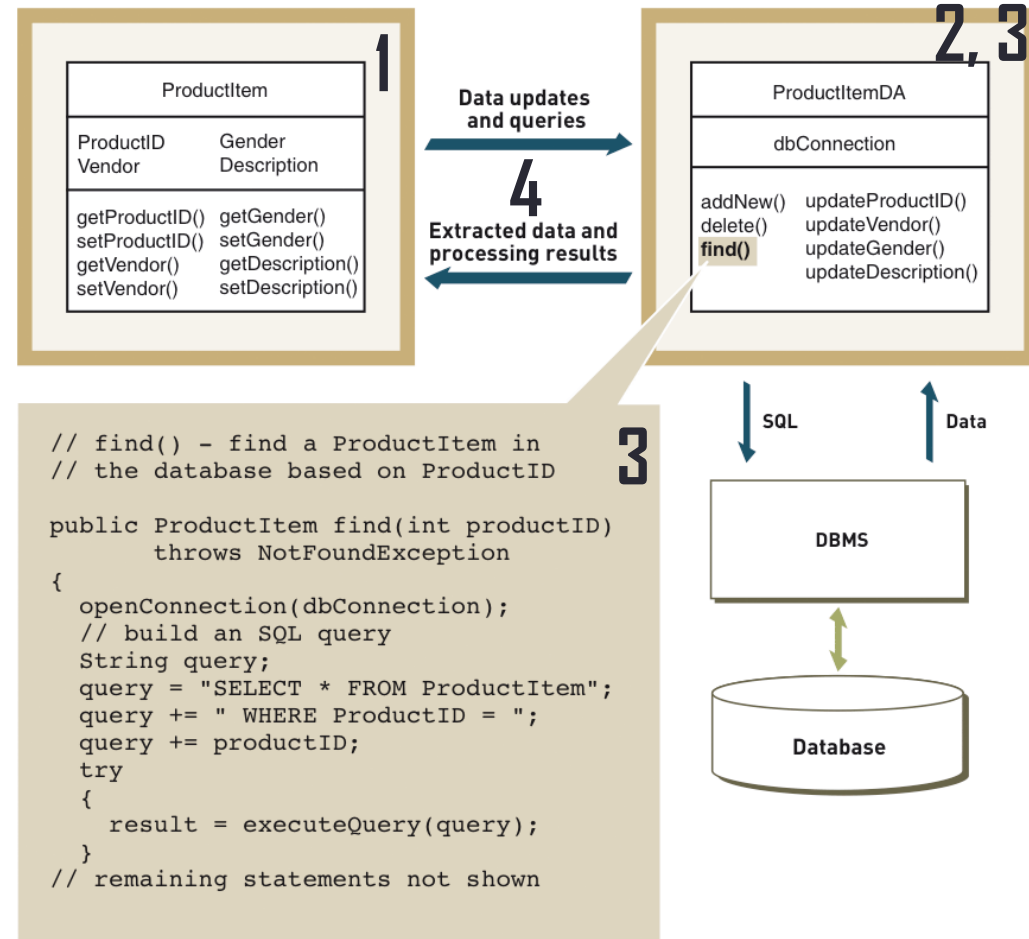 1
ProductItem
ProductID Gender
Vendor Description
getProductID() getGender()
setProductID() setGender()
getVendor() getDescription()
setVendor() setDescription()
Data updates
and queries
4
Extracted data and
processing results
2, 3
ProductItemDA
dbConnection
addNew() updateProductID()
delete() updateVendor()
find() updateGender()
updateDescription()
3
// find() – find a ProductItem in
// the database based on ProductID
public ProductItem find(int productID)
throws NotFoundException
{
openConnection(dbConnection);
// build an SQL query
String query;
query = "SELECT * FROM ProductItem";
query += " WHERE ProductID = ";
query += productID;
try
{
result = executeQuery(query);
}
// remaining statements not shown
SQL
Data
DBMS
Database